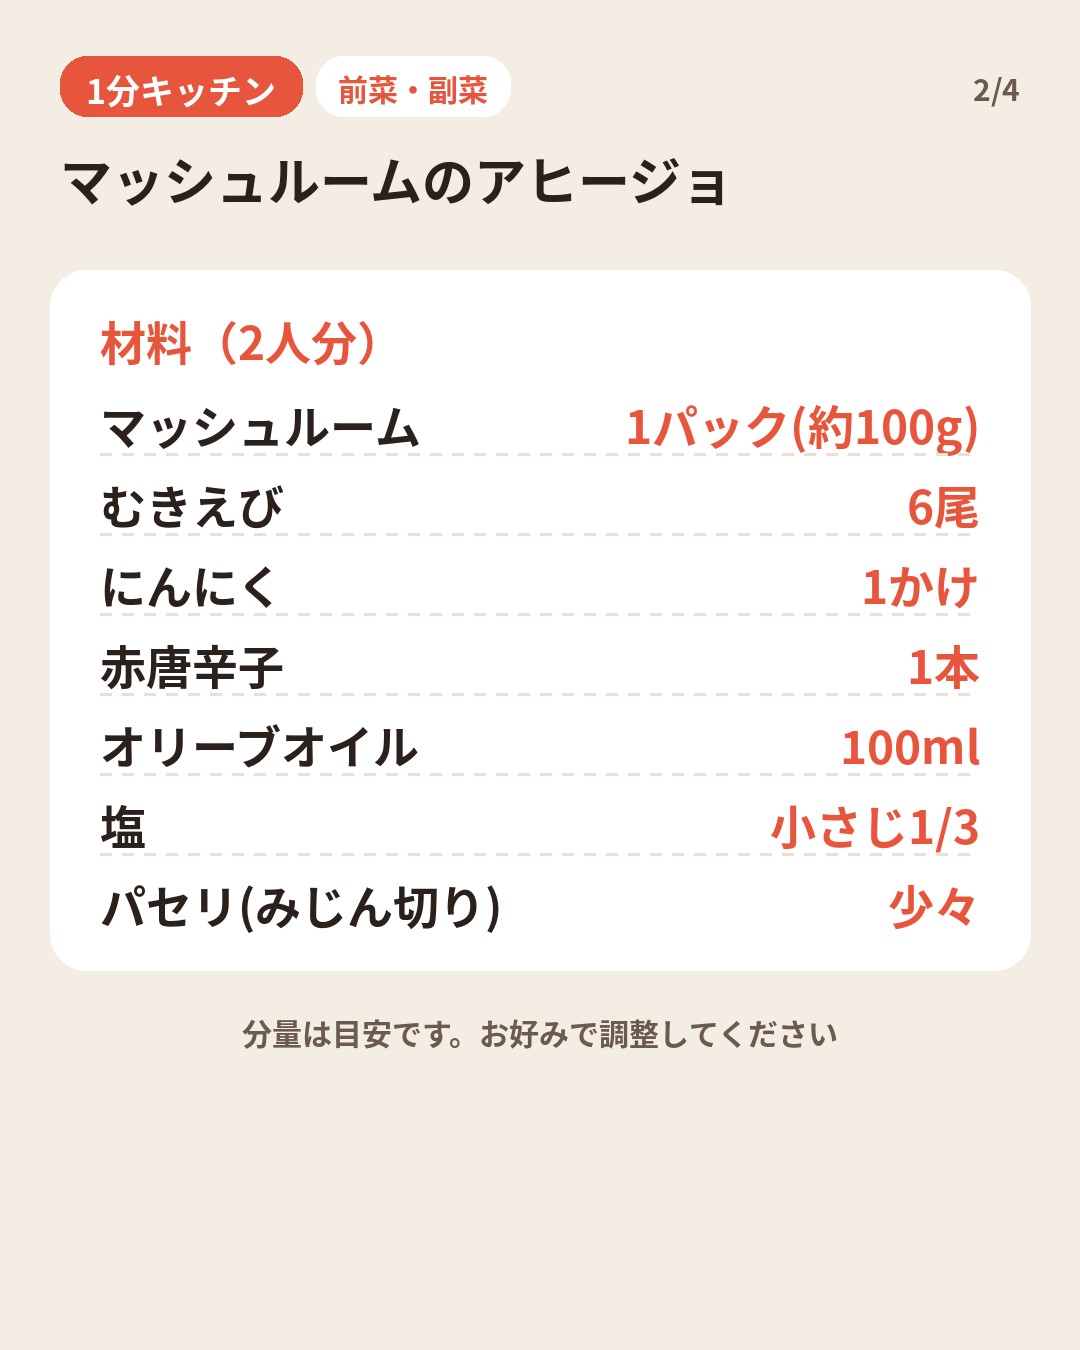 1分キッチン 前菜・副菜 2/4
マッシュルームのアヒージョ
材料（2人分）
マッシュルーム 1パック(約100g)
むきえび 6尾
にんにく 1かけ
赤唐辛子 1本
オリーブオイル 100ml
塩 小さじ1/3
パセリ(みじん切り) 少々
分量は目安です。お好みで調整してください